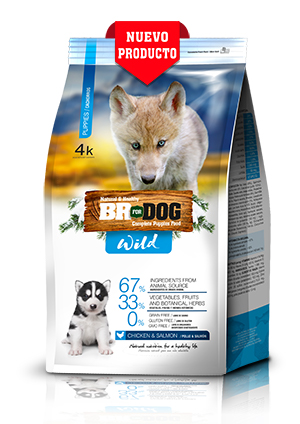 NUEVO
PRODUCTO
PUPPIES / CACHORROS
4k
Natural & Healthy
BR FOR DOG
Complete Puppies Food
Wild
67%
INGREDIENTS FROM
ANIMAL SOURCE
33%
VEGETABLES, FRUITS
AND BOTANICAL HERBS
0%
GRAIN FREE
GLUTEN FREE
GMO FREE
CHICKEN & SALMON / POLLO & SALMÓN
Natural nutrition for a healthy life